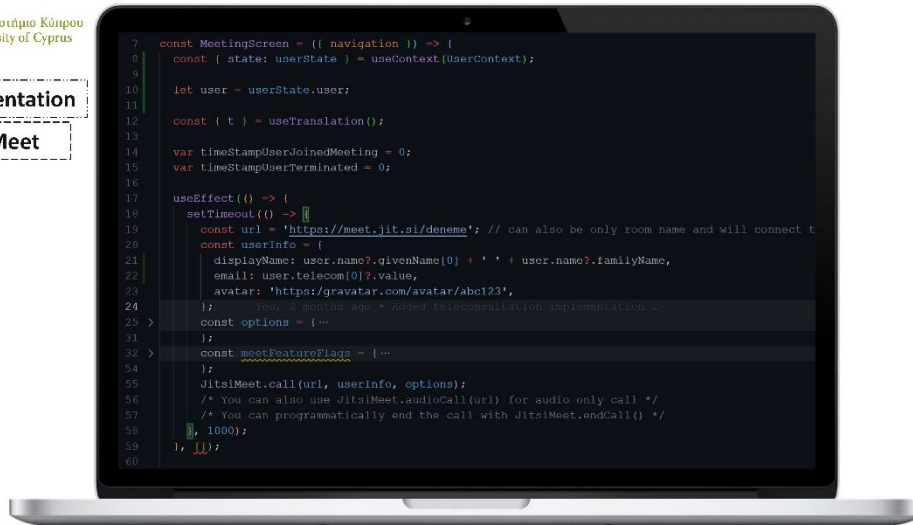 στήμιο Κύπρου
sity of Cyprus
entation
Meet
7 const MeetingScreen = ({ navigation }) => {
8 const { state: userState } = useContext(UserContext);
9
10 let user = userState.user;
11
12 const { t } = useTranslation();
13
14 var timeStampUserJoinedMeeting = 0;
15 var timeStampUserTerminated = 0;
16
17 useEffect(() => {
18 setTimeout(() => {
19 const url = 'https://meet.jit.si/deneme'; // can also be only room name and will connect t
20 const userInfo = {
21 displayName: user.name?.givenName[0] + ' ' + user.name?.familyName,
22 email: user.telecom[0]?.value,
23 avatar: 'https:/gravatar.com/avatar/abc123',
24 }; You, 2 months ago • Added teleconsultation implementation …
25 > const options = {⋯
31 };
32 > const meetFeatureFlags = {⋯
54 };
55 JitsiMeet.call(url, userInfo, options);
56 /* You can also use JitsiMeet.audioCall(url) for audio only call */
57 /* You can programmatically end the call with JitsiMeet.endCall() */
58 }, 1000);
59 }, []);
60